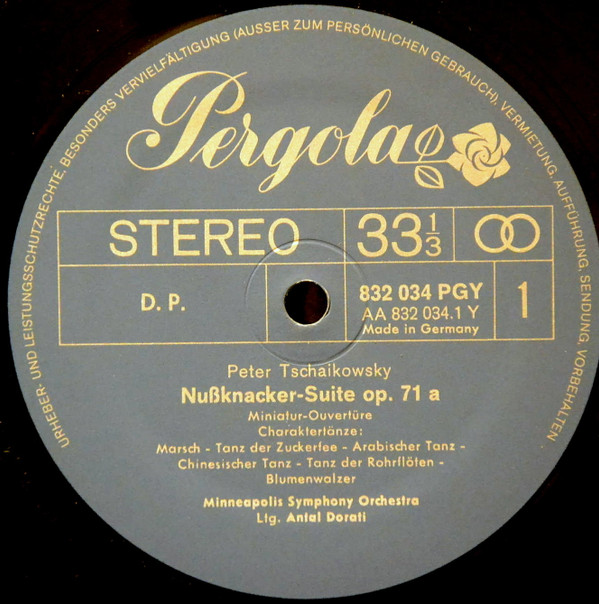 URHEBER- UND LEISTUNGSSCHUTZRECHTE, BESONDERS VERVIELFÄLTIGUNG (AUSSER ZUM PERSÖNLICHEN GEBRAUCH), VERMIETUNG, AUFFÜHRUNG, SENDUNG, VORBEHALTEN
Pergola
STEREO 33 1/3
D. P. 832 034 PGY 1
AA 832 034.1 Y
Made in Germany
Peter Tschaikowsky
Nußknacker-Suite op. 71 a
Miniatur-Ouvertüre
Charaktertänze:
Marsch - Tanz der Zuckerfee - Arabischer Tanz -
Chinesischer Tanz - Tanz der Rohrflöten -
Blumenwalzer
Minneapolis Symphony Orchestra
Ltg. Antal Dorati